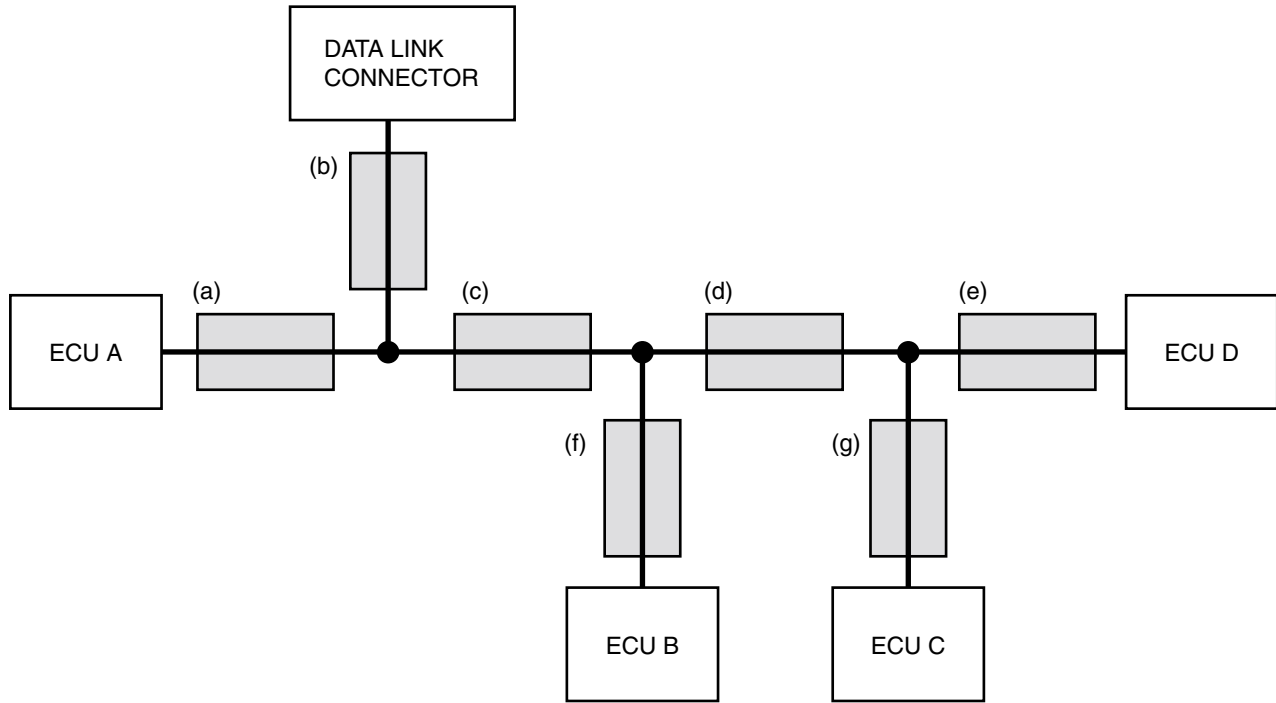 DATA LINK
CONNECTOR
(b)
(a)
(c)
(d)
(e)
ECU A
ECU D
(f)
(g)
ECU B
ECU C